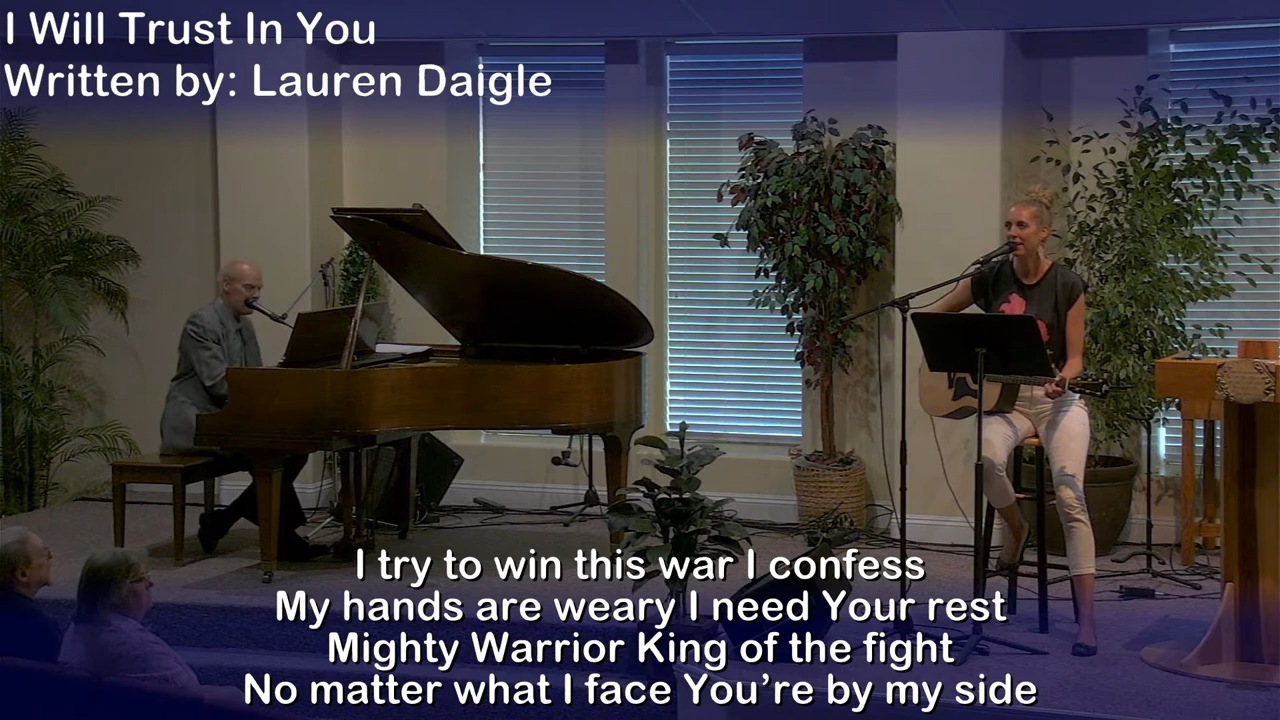 I Will Trust In You
Written by: Lauren Daigle
I try to win this war I confess
My hands are weary I need Your rest
Mighty Warrior King of the fight
No matter what I face You're by my side